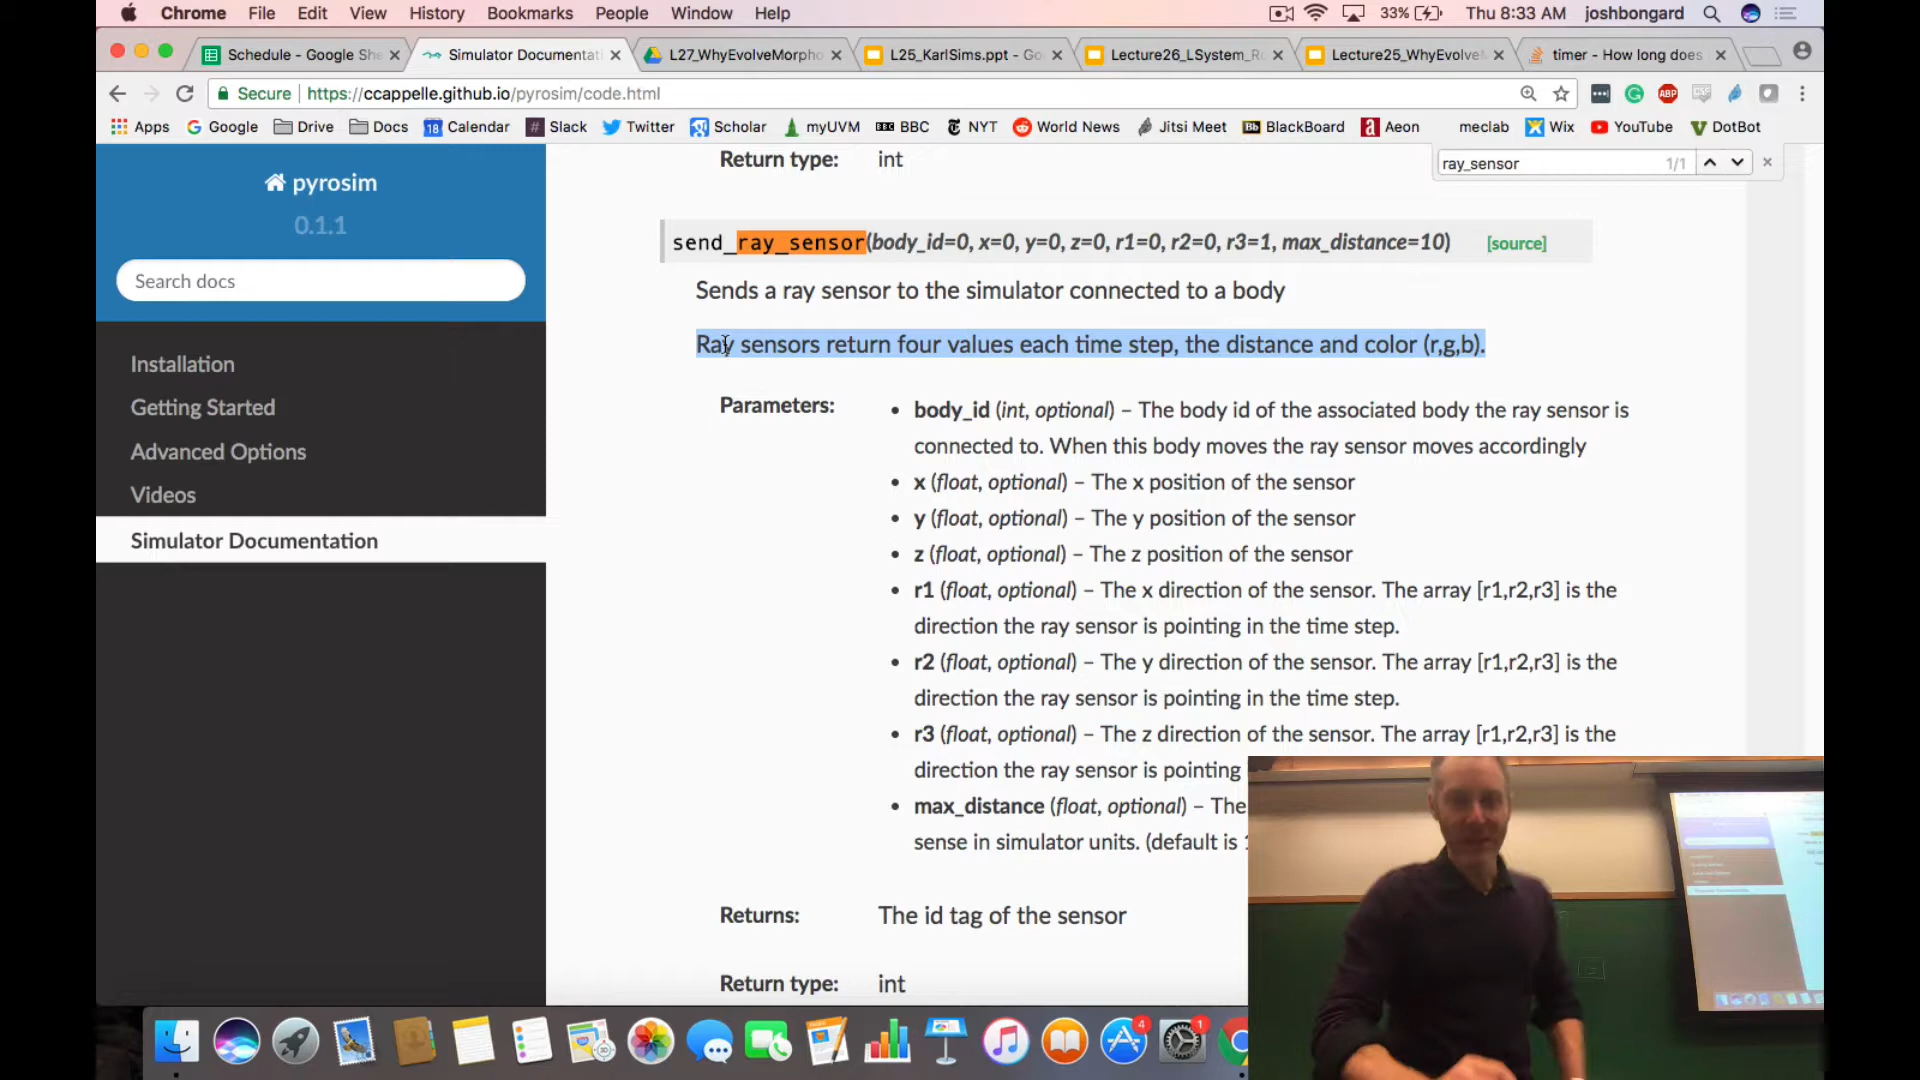 Chrome File Edit View History Bookmarks People Window Help 33% Thu 8:33 AM joshbongard
Schedule - Google She Simulator Documentati L27_WhyEvolveMorpho L25_KarlSims.ppt - Go Lecture26_LSystem_Ro Lecture25_WhyEvolveM timer - How long does
Secure https://ccappelle.github.io/pyrosim/code.html ABP
Apps Google Drive Docs 18 Calendar Slack Twitter Scholar myUVM BBC BBC NYT World News Jitsi Meet Bb BlackBoard Aeon meclab Wix YouTube DotBot
ray_sensor 1/1
pyrosim
0.1.1
Search docs
Installation
Getting Started
Advanced Options
Videos
Simulator Documentation
Return type: int
send_ray_sensor(body_id=0, x=0, y=0, z=0, r1=0, r2=0, r3=1, max_distance=10) [source]
Sends a ray sensor to the simulator connected to a body
Ray sensors return four values each time step, the distance and color (r,g,b).
Parameters:
• body_id (int, optional) – The body id of the associated body the ray sensor is
connected to. When this body moves the ray sensor moves accordingly
• x (float, optional) – The x position of the sensor
• y (float, optional) – The y position of the sensor
• z (float, optional) – The z position of the sensor
• r1 (float, optional) – The x direction of the sensor. The array [r1,r2,r3] is the
direction the ray sensor is pointing in the time step.
• r2 (float, optional) – The y direction of the sensor. The array [r1,r2,r3] is the
direction the ray sensor is pointing in the time step.
• r3 (float, optional) – The z direction of the sensor. The array [r1,r2,r3] is the
direction the ray sensor is pointing
• max_distance (float, optional) – The
sense in simulator units. (default is
Returns: The id tag of the sensor
Return type: int
4 1